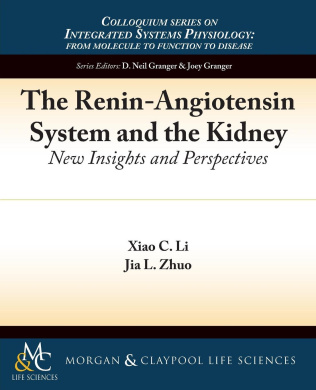 Colloquium series on
Integrated Systems Physiology:
from molecule to function to disease
Series Editors: D. Neil Granger & Joey Granger
The Renin-Angiotensin
System and the Kidney
New Insights and Perspectives
Xiao C. Li
Jia L. Zhuo
M&C
LIFE SCIENCES
MORGAN & CLAYPOOL LIFE SCIENCES